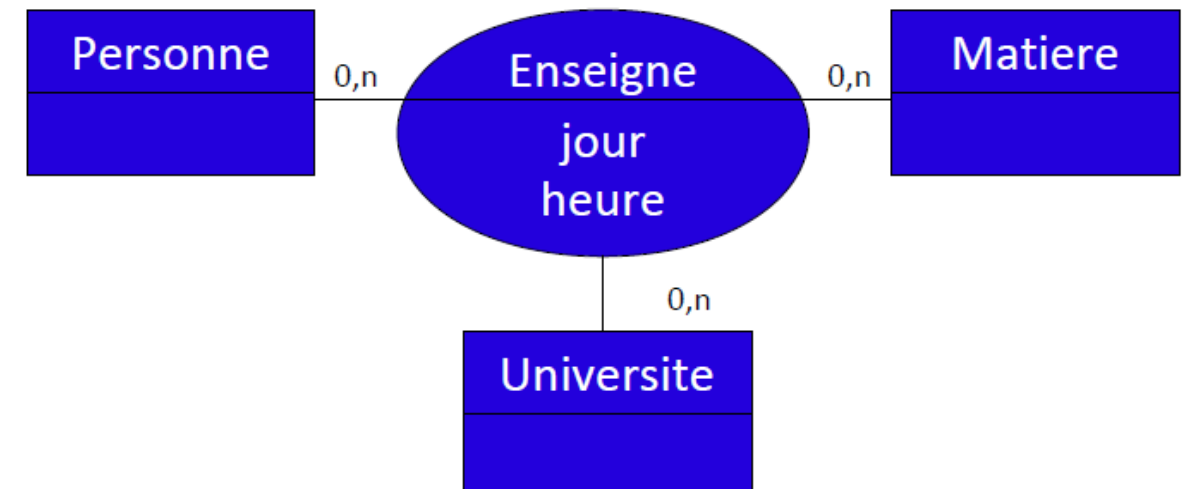 Personne
0,n
Enseigne
0,n
Matiere
jour
heure
0,n
Universite